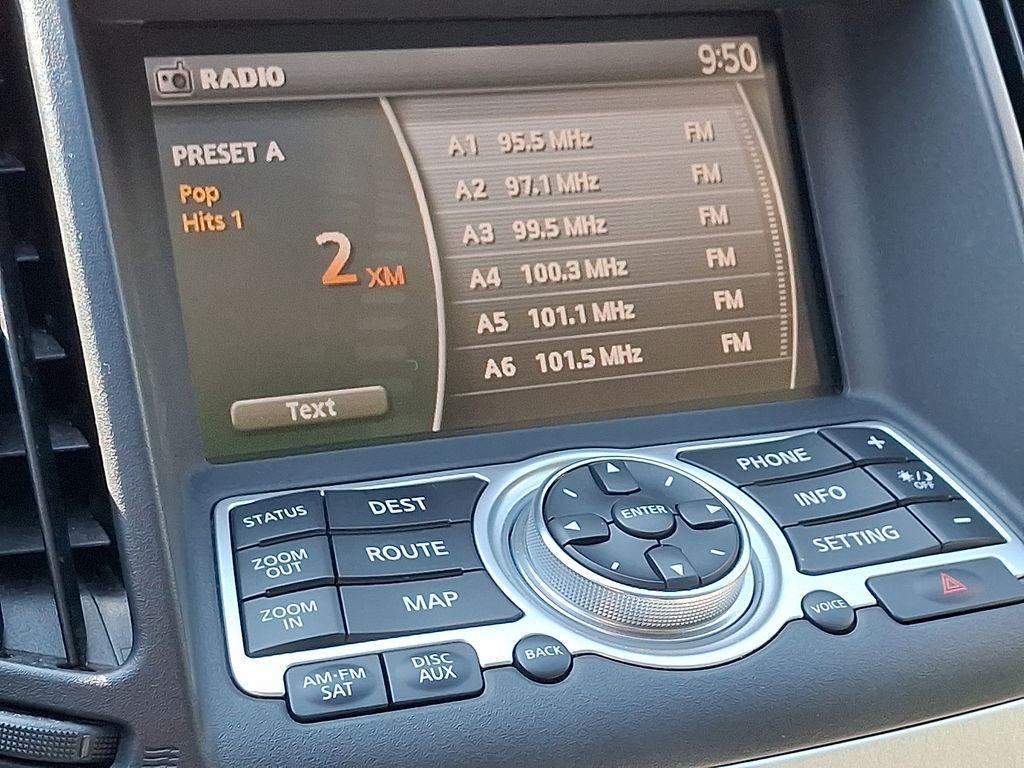 RADIO 9:50
PRESET A
Pop
Hits 1
2 XM
Text
A1 95.5 MHz FM
A2 97.1 MHz FM
A3 99.5 MHz FM
A4 100.3 MHz FM
A5 101.1 MHz FM
A6 101.5 MHz FM
STATUS
DEST
ZOOM
OUT
ROUTE
ZOOM
IN
MAP
AM·FM
SAT
DISC
AUX
BACK
ENTER
PHONE
+
INFO
OFF
SETTING
-
VOICE